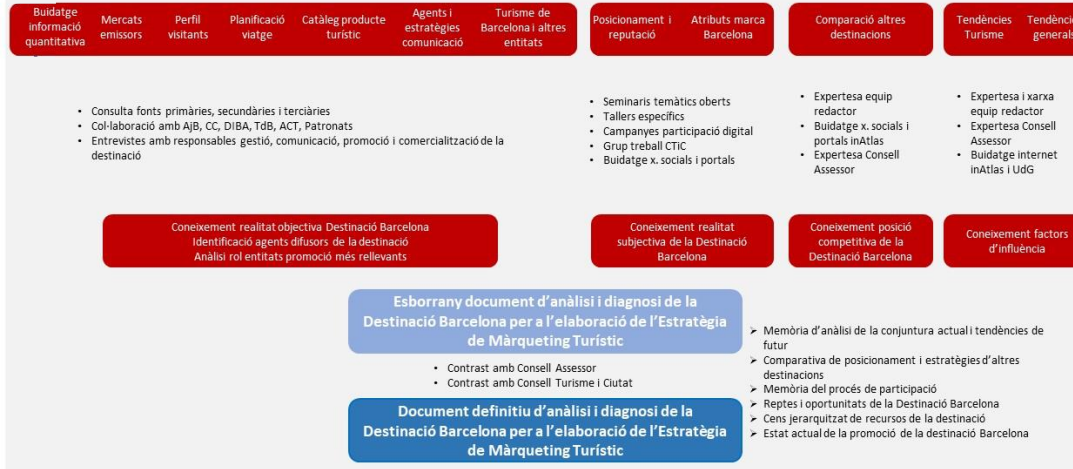 Buidatge
informació
quantitativa
Mercats
emissors
Perfil
visitants
Planificació
viatge
Catàleg producte
turístic
Agents i
estratègies
comunicació
Turisme de
Barcelona i altres
entitats
Posicionament i
reputació
Atributs marca
Barcelona
Comparació altres
destinacions
Tendències
Turisme
Tendències
generals
• Consulta fonts primàries, secundàries i terciàries
• Col·laboració amb AjB, CC, DIBA, TdB, ACT, Patronats
• Entrevistes amb responsables gestió, comunicació, promoció i comercialització de la
destinació
• Seminaris temàtics oberts
• Tallers específics
• Campanyes participació digital
• Grup treball CTiC
• Buidatge x. socials i portals
• Expertesa equip
redactor
• Buidatge x. socials i
portals inAtlas
• Expertesa Consell
Assessor
• Expertesa i xarxa
equip redactor
• Expertesa Consell
Assessor
• Buidatge internet
inAtlas i UdG
Coneixement realitat objectiva Destinació Barcelona
Identificació agents difusors de la destinació
Anàlisi rol entitats promoció més rellevants
Coneixement realitat
subjectiva de la Destinació
Barcelona
Coneixement posició
competitiva de la
Destinació Barcelona
Coneixement factors
d'influència
Esborrany document d'anàlisi i diagnosi de la
Destinació Barcelona per a l'elaboració de l'Estratègia
de Màrqueting Turístic
• Contrast amb Consell Assessor
• Contrast amb Consell Turisme i Ciutat
Document definitiu d'anàlisi i diagnosi de la
Destinació Barcelona per a l'elaboració de l'Estratègia
de Màrqueting Turístic
➢ Memòria d'anàlisi de la conjuntura actual i tendències de
futur
➢ Comparativa de posicionament i estratègies d'altres
destinacions
➢ Memòria del procés de participació
➢ Reptes i oportunitats de la Destinació Barcelona
➢ Cens jerarquitzat de recursos de la destinació
➢ Estat actual de la promoció de la destinació Barcelona